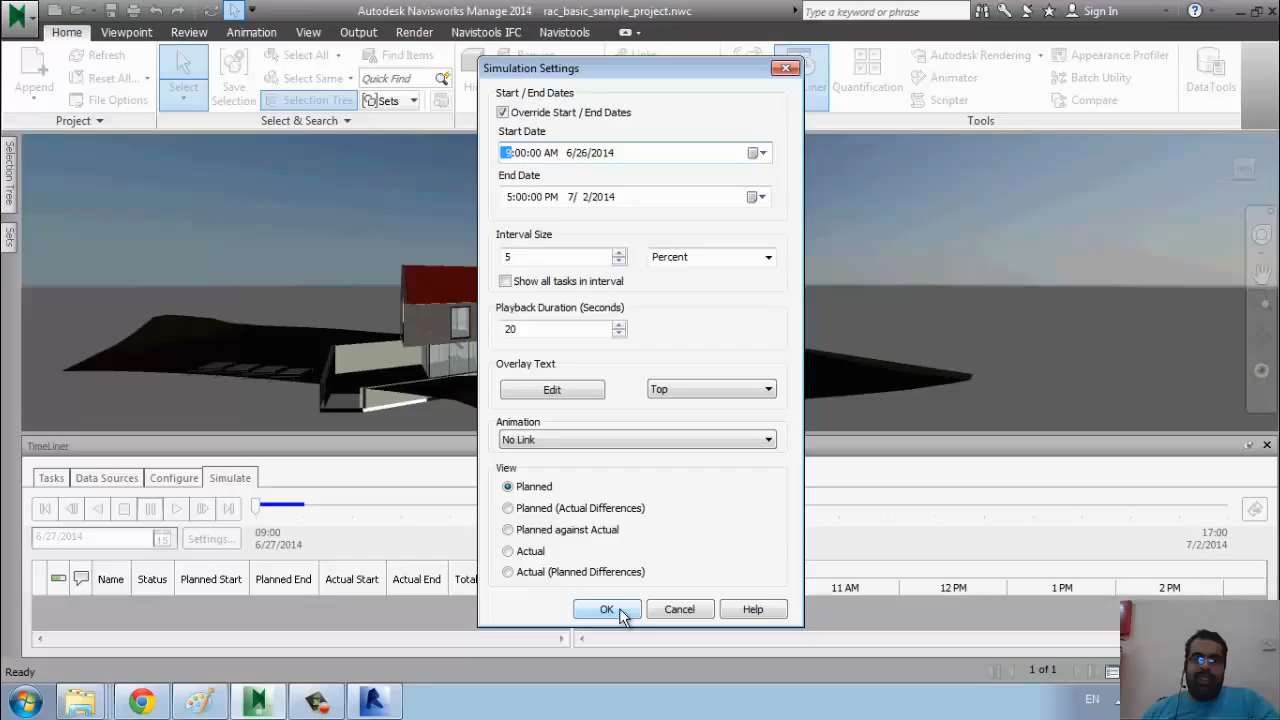 Autodesk Navisworks Manage 2014 rac_basic_sample_project.nwc
Type a keyword or phrase
Sign In
Home Viewpoint Review Animation View Output Render Navistools IFC Navistools
Append
Refresh
File Options
Project
Select
Save
Selection
Select All
Select Same
Selection Tree
Find Items
Quick Find
Sets
Select & Search
Quantification
Autodesk Rendering
Animator
Scripter
Appearance Profiler
Batch Utility
Compare
DataTools
Tools
Selection Tree
Sets
Simulation Settings
Start / End Dates
Override Start / End Dates
Start Date
9:00:00 AM 6/26/2014
End Date
5:00:00 PM 7/ 2/2014
Interval Size
5 Percent
Show all tasks in interval
Playback Duration (Seconds)
20
Overlay Text
Edit Top
Animation
No Link
View
Planned
Planned (Actual Differences)
Planned against Actual
Actual
Actual (Planned Differences)
OK Cancel Help
TimeLiner
Tasks Data Sources Configure Simulate
6/27/2014 15 Settings...
09:00
6/27/2014
17:00
7/2/2014
Name Status Planned Start Planned End Actual Start Actual End
11 AM 12 PM 1 PM 2 PM
Ready
1 of 1
EN